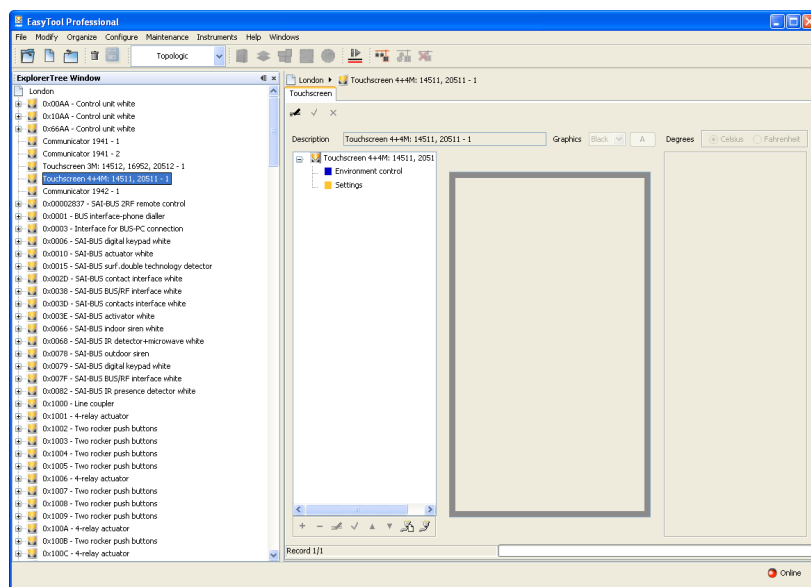 EasyTool Professional
File Modify Organize Configure Maintenance Instruments Help Windows
Topologic
ExplorerTree Window
London
0x00AA - Control unit white
0x10AA - Control unit white
0x66AA - Control unit white
Communicator 1941 - 1
Communicator 1941 - 2
Touchscreen 3M: 14512, 16952, 20512 - 1
Touchscreen 4+4M: 14511, 20511 - 1
Communicator 1942 - 1
0x00002837 - SAI-BUS 2RF remote control
0x0001 - BUS interface-phone dialler
0x0003 - Interface for BUS-PC connection
0x0006 - SAI-BUS digital keypad white
0x0010 - SAI-BUS actuator white
0x0015 - SAI-BUS surf.double technology detector
0x002D - SAI-BUS contact interface white
0x0038 - SAI-BUS BUS/RF interface white
0x003D - SAI-BUS contacts interface white
0x003E - SAI-BUS activator white
0x0066 - SAI-BUS indoor siren white
0x0068 - SAI-BUS IR detector+microwave white
0x0078 - SAI-BUS outdoor siren
0x0079 - SAI-BUS digital keypad white
0x007F - SAI-BUS BUS/RF interface white
0x0082 - SAI-BUS IR presence detector white
0x1000 - Line coupler
0x1001 - 4-relay actuator
0x1002 - Two rocker push buttons
0x1003 - Two rocker push buttons
0x1004 - Two rocker push buttons
0x1005 - Two rocker push buttons
0x1006 - 4-relay actuator
0x1007 - Two rocker push buttons
0x1008 - Two rocker push buttons
0x1009 - Two rocker push buttons
0x100A - 4-relay actuator
0x100B - Two rocker push buttons
0x100C - 4-relay actuator
London Touchscreen 4+4M: 14511, 20511 - 1
Touchscreen
Description Touchscreen 4+4M: 14511, 20511 - 1 Graphics Black A Degrees Celsius Fahrenheit
Touchscreen 4+4M: 14511, 2051
Environment control
Settings
Record 1/1
Online